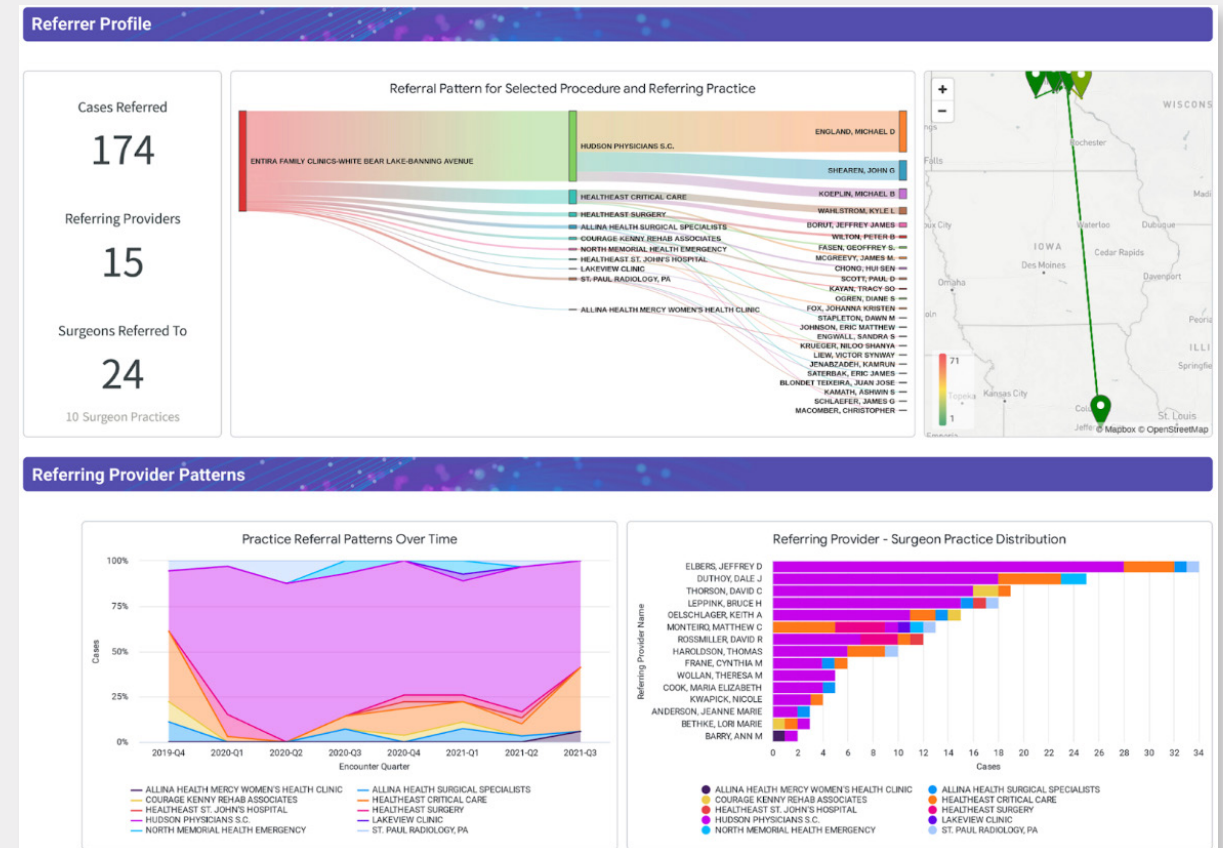 Referrer Profile
Cases Referred
174
Referring Providers
15
Surgeons Referred To
24
10 Surgeon Practices
Referral Pattern for Selected Procedure and Referring Practice
ENTIRA FAMILY CLINICS-WHITE BEAR LAKE-BANNING AVENUE
HUDSON PHYSICIANS S.C.
HEALTHEAST CRITICAL CARE
HEALTHEAST SURGERY
ALLINA HEALTH SURGICAL SPECIALISTS
COURAGE KENNY REHAB ASSOCIATES
NORTH MEMORIAL HEALTH EMERGENCY
HEALTHEAST ST. JOHN'S HOSPITAL
LAKEVIEW CLINIC
ST. PAUL RADIOLOGY, PA
ALLINA HEALTH MERCY WOMEN'S HEALTH CLINIC
ENGLAND, MICHAEL D
SHEAREN, JOHN G
KOEPLIN, MICHAEL B
WAHLSTROM, KYLE L
BORUT, JEFFREY JAMES
WILTON, PETER B
FASEN, GEOFFREY S.
MCGREEVY, JAMES M.
CHONG, HUI SEN
SCOTT, PAUL D
KAYAN, TRACY SO
OGREN, DIANE S
FOX, JOHANNA KRISTEN
STAPLETON, DAWN M
JOHNSON, ERIC MATTHEW
ENGWALL, SANDRA S
KRUEGER, NILOO SHANYA
LIEW, VICTOR SYNWAY
JENABZADEH, KAMRUN
SATERBAK, ERIC JAMES
BLONDET TEIXEIRA, JUAN JOSE
KAMATH, ASHWIN S
SCHLAEFER, JAMES G
MACOMBER, CHRISTOPHER
+
−
WISCONS
Rochester
Falls
Madi
oux City
Waterloo
Dubuque
IOWA
Cedar Rapids
Des Moines
Davenport
Omaha
oln
Peoria
ILLI
Springfie
71
1
Topeka
Kansas City
Colu
St. Louis
Jeffer
Emporia
© Mapbox © OpenStreetMap
Referring Provider Patterns
Practice Referral Patterns Over Time
Cases
100%
75%
50%
25%
0%
2019-Q4 2020-Q1 2020-Q2 2020-Q3 2020-Q4 2021-Q1 2021-Q2 2021-Q3
Encounter Quarter
ALLINA HEALTH MERCY WOMEN'S HEALTH CLINIC ALLINA HEALTH SURGICAL SPECIALISTS
COURAGE KENNY REHAB ASSOCIATES HEALTHEAST CRITICAL CARE
HEALTHEAST ST. JOHN'S HOSPITAL HEALTHEAST SURGERY
HUDSON PHYSICIANS S.C. LAKEVIEW CLINIC
NORTH MEMORIAL HEALTH EMERGENCY ST. PAUL RADIOLOGY, PA
Referring Provider - Surgeon Practice Distribution
Referring Provider Name
ELBERS, JEFFREY D
DUTHOY, DALE J
THORSON, DAVID C
LEPPINK, BRUCE H
OELSCHLAGER, KEITH A
MONTEIRO, MATTHEW C
ROSSMILLER, DAVID R
HAROLDSON, THOMAS
FRANE, CYNTHIA M
WOLLAN, THERESA M
COOK, MARIA ELIZABETH
KWAPICK, NICOLE
ANDERSON, JEANNE MARIE
BETHKE, LORI MARIE
BARRY, ANN M
0 2 4 6 8 10 12 14 16 18 20 22 24 26 28 30 32 34
Cases
ALLINA HEALTH MERCY WOMEN'S HEALTH CLINIC ALLINA HEALTH SURGICAL SPECIALISTS
COURAGE KENNY REHAB ASSOCIATES HEALTHEAST CRITICAL CARE
HEALTHEAST ST. JOHN'S HOSPITAL HEALTHEAST SURGERY
HUDSON PHYSICIANS S.C. LAKEVIEW CLINIC
NORTH MEMORIAL HEALTH EMERGENCY ST. PAUL RADIOLOGY, PA